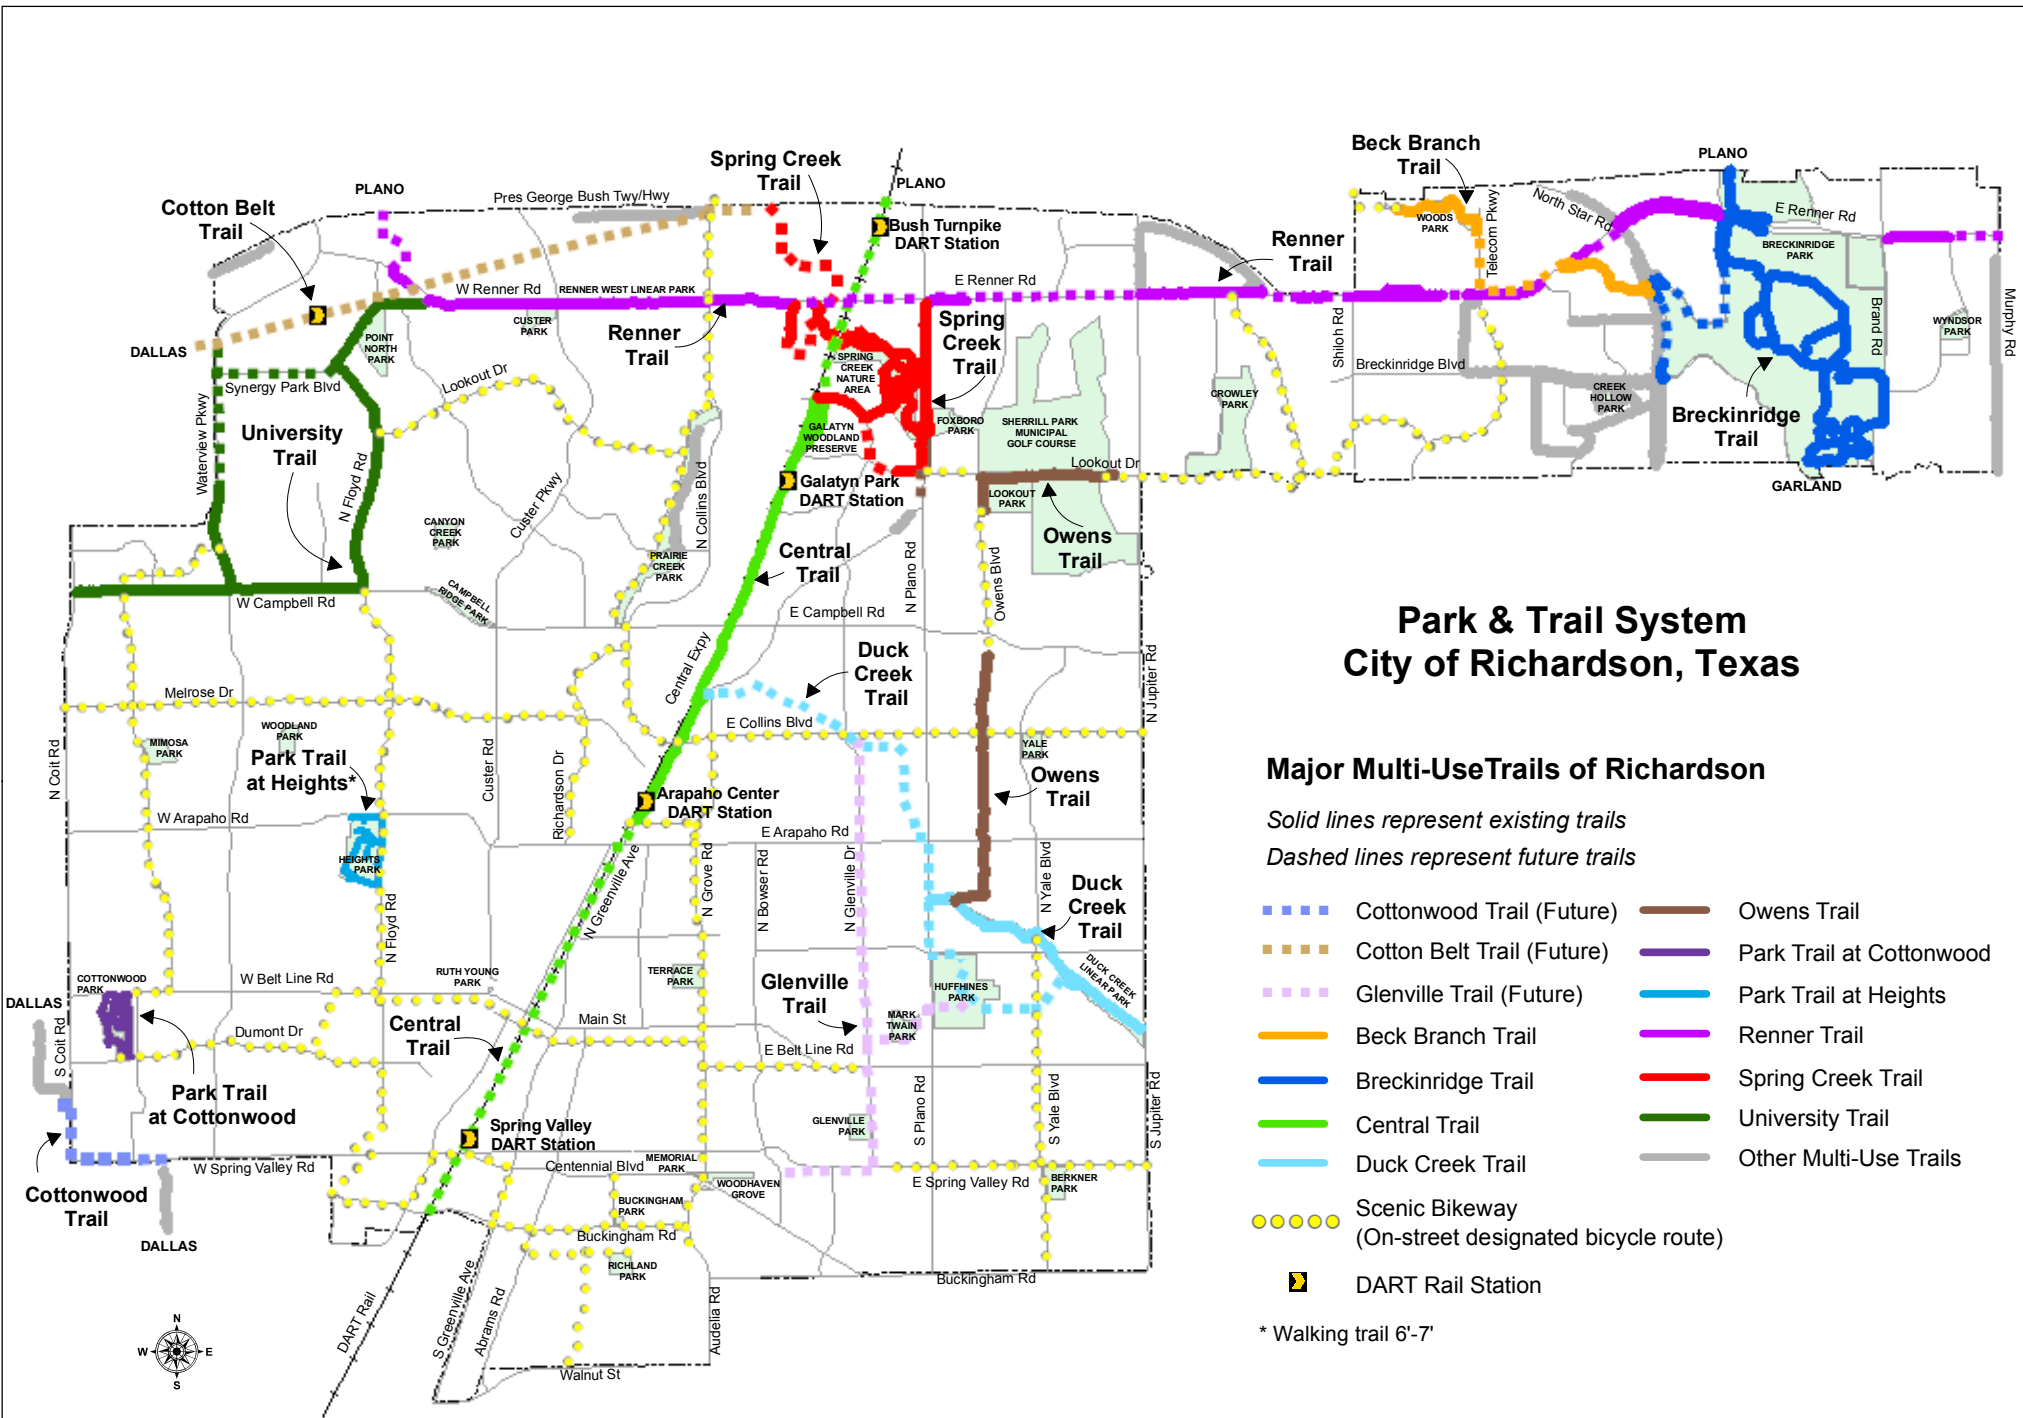 Spring Creek
Trail
Beck Branch
Trail
PLANO
PLANO
PLANO
Cotton Belt
Trail
Pres George Bush Twy/Hwy
North Star Rd
WOODS
PARK
Telecom Pkwy
E Renner Rd
Bush Turnpike
DART Station
Renner
Trail
BRECKINRIDGE
PARK
W Renner Rd
RENNER WEST LINEAR PARK
E Renner Rd
CUSTER
PARK
Renner
Trail
Spring
Creek
Trail
Shiloh Rd
Brand Rd
WYNDSOR
PARK
Murphy Rd
DALLAS
POINT
NORTH
PARK
SPRING
CREEK
NATURE
AREA
Synergy Park Blvd
Lookout Dr
Breckinridge Blvd
CREEK
HOLLOW
PARK
CROWLEY
PARK
Breckinridge
Trail
Waterview Pkwy
University
Trail
N Floyd Rd
GALATYN
WOODLAND
PRESERVE
FOXBORO
PARK
SHERRILL PARK
MUNICIPAL
GOLF COURSE
Lookout Dr
GARLAND
Galatyn Park
DART Station
LOOKOUT
PARK
Owens
Trail
Custer Pkwy
CANYON
CREEK
PARK
N Collins Blvd
PRAIRIE
CREEK
PARK
Central
Trail
N Plano Rd
Owens Blvd
W Campbell Rd
CAMPBELL
RIDGE PARK
E Campbell Rd
Park & Trail System
City of Richardson, Texas
Central Expy
Duck
Creek
Trail
N Jupiter Rd
Melrose Dr
E Collins Blvd
N Coit Rd
MIMOSA
PARK
WOODLAND
PARK
Park Trail
at Heights*
Custer Rd
Richardson Dr
YALE
PARK
Owens
Trail
Arapaho Center
DART Station
W Arapaho Rd
E Arapaho Rd
HEIGHTS
PARK
N Floyd Rd
N Greenville Ave
N Grove Rd
N Bowser Rd
N Glenville Dr
N Yale Blvd
Duck
Creek
Trail
COTTONWOOD
PARK
W Belt Line Rd
RUTH YOUNG
PARK
TERRACE
PARK
Glenville
Trail
HUFFHINES
PARK
DUCK CREEK
LINEAR PARK
DALLAS
S Coit Rd
Dumont Dr
Central
Trail
Main St
MARK
TWAIN
PARK
E Belt Line Rd
Park Trail
at Cottonwood
S Plano Rd
S Yale Blvd
S Jupiter Rd
GLENVILLE
PARK
Spring Valley
DART Station
W Spring Valley Rd
Centennial Blvd
MEMORIAL
PARK
WOODHAVEN
GROVE
E Spring Valley Rd
BERKNER
PARK
Cottonwood
Trail
DALLAS
BUCKINGHAM
PARK
Buckingham Rd
RICHLAND
PARK
Buckingham Rd
DART Rail
S Greenville Ave
Abrams Rd
Audelia Rd
Walnut St
N
W
E
S
Major Multi-UseTrails of Richardson
Solid lines represent existing trails
Dashed lines represent future trails
Cottonwood Trail (Future)
Cotton Belt Trail (Future)
Glenville Trail (Future)
Beck Branch Trail
Breckinridge Trail
Central Trail
Duck Creek Trail
Scenic Bikeway
(On-street designated bicycle route)
DART Rail Station
* Walking trail 6'-7'
Owens Trail
Park Trail at Cottonwood
Park Trail at Heights
Renner Trail
Spring Creek Trail
University Trail
Other Multi-Use Trails